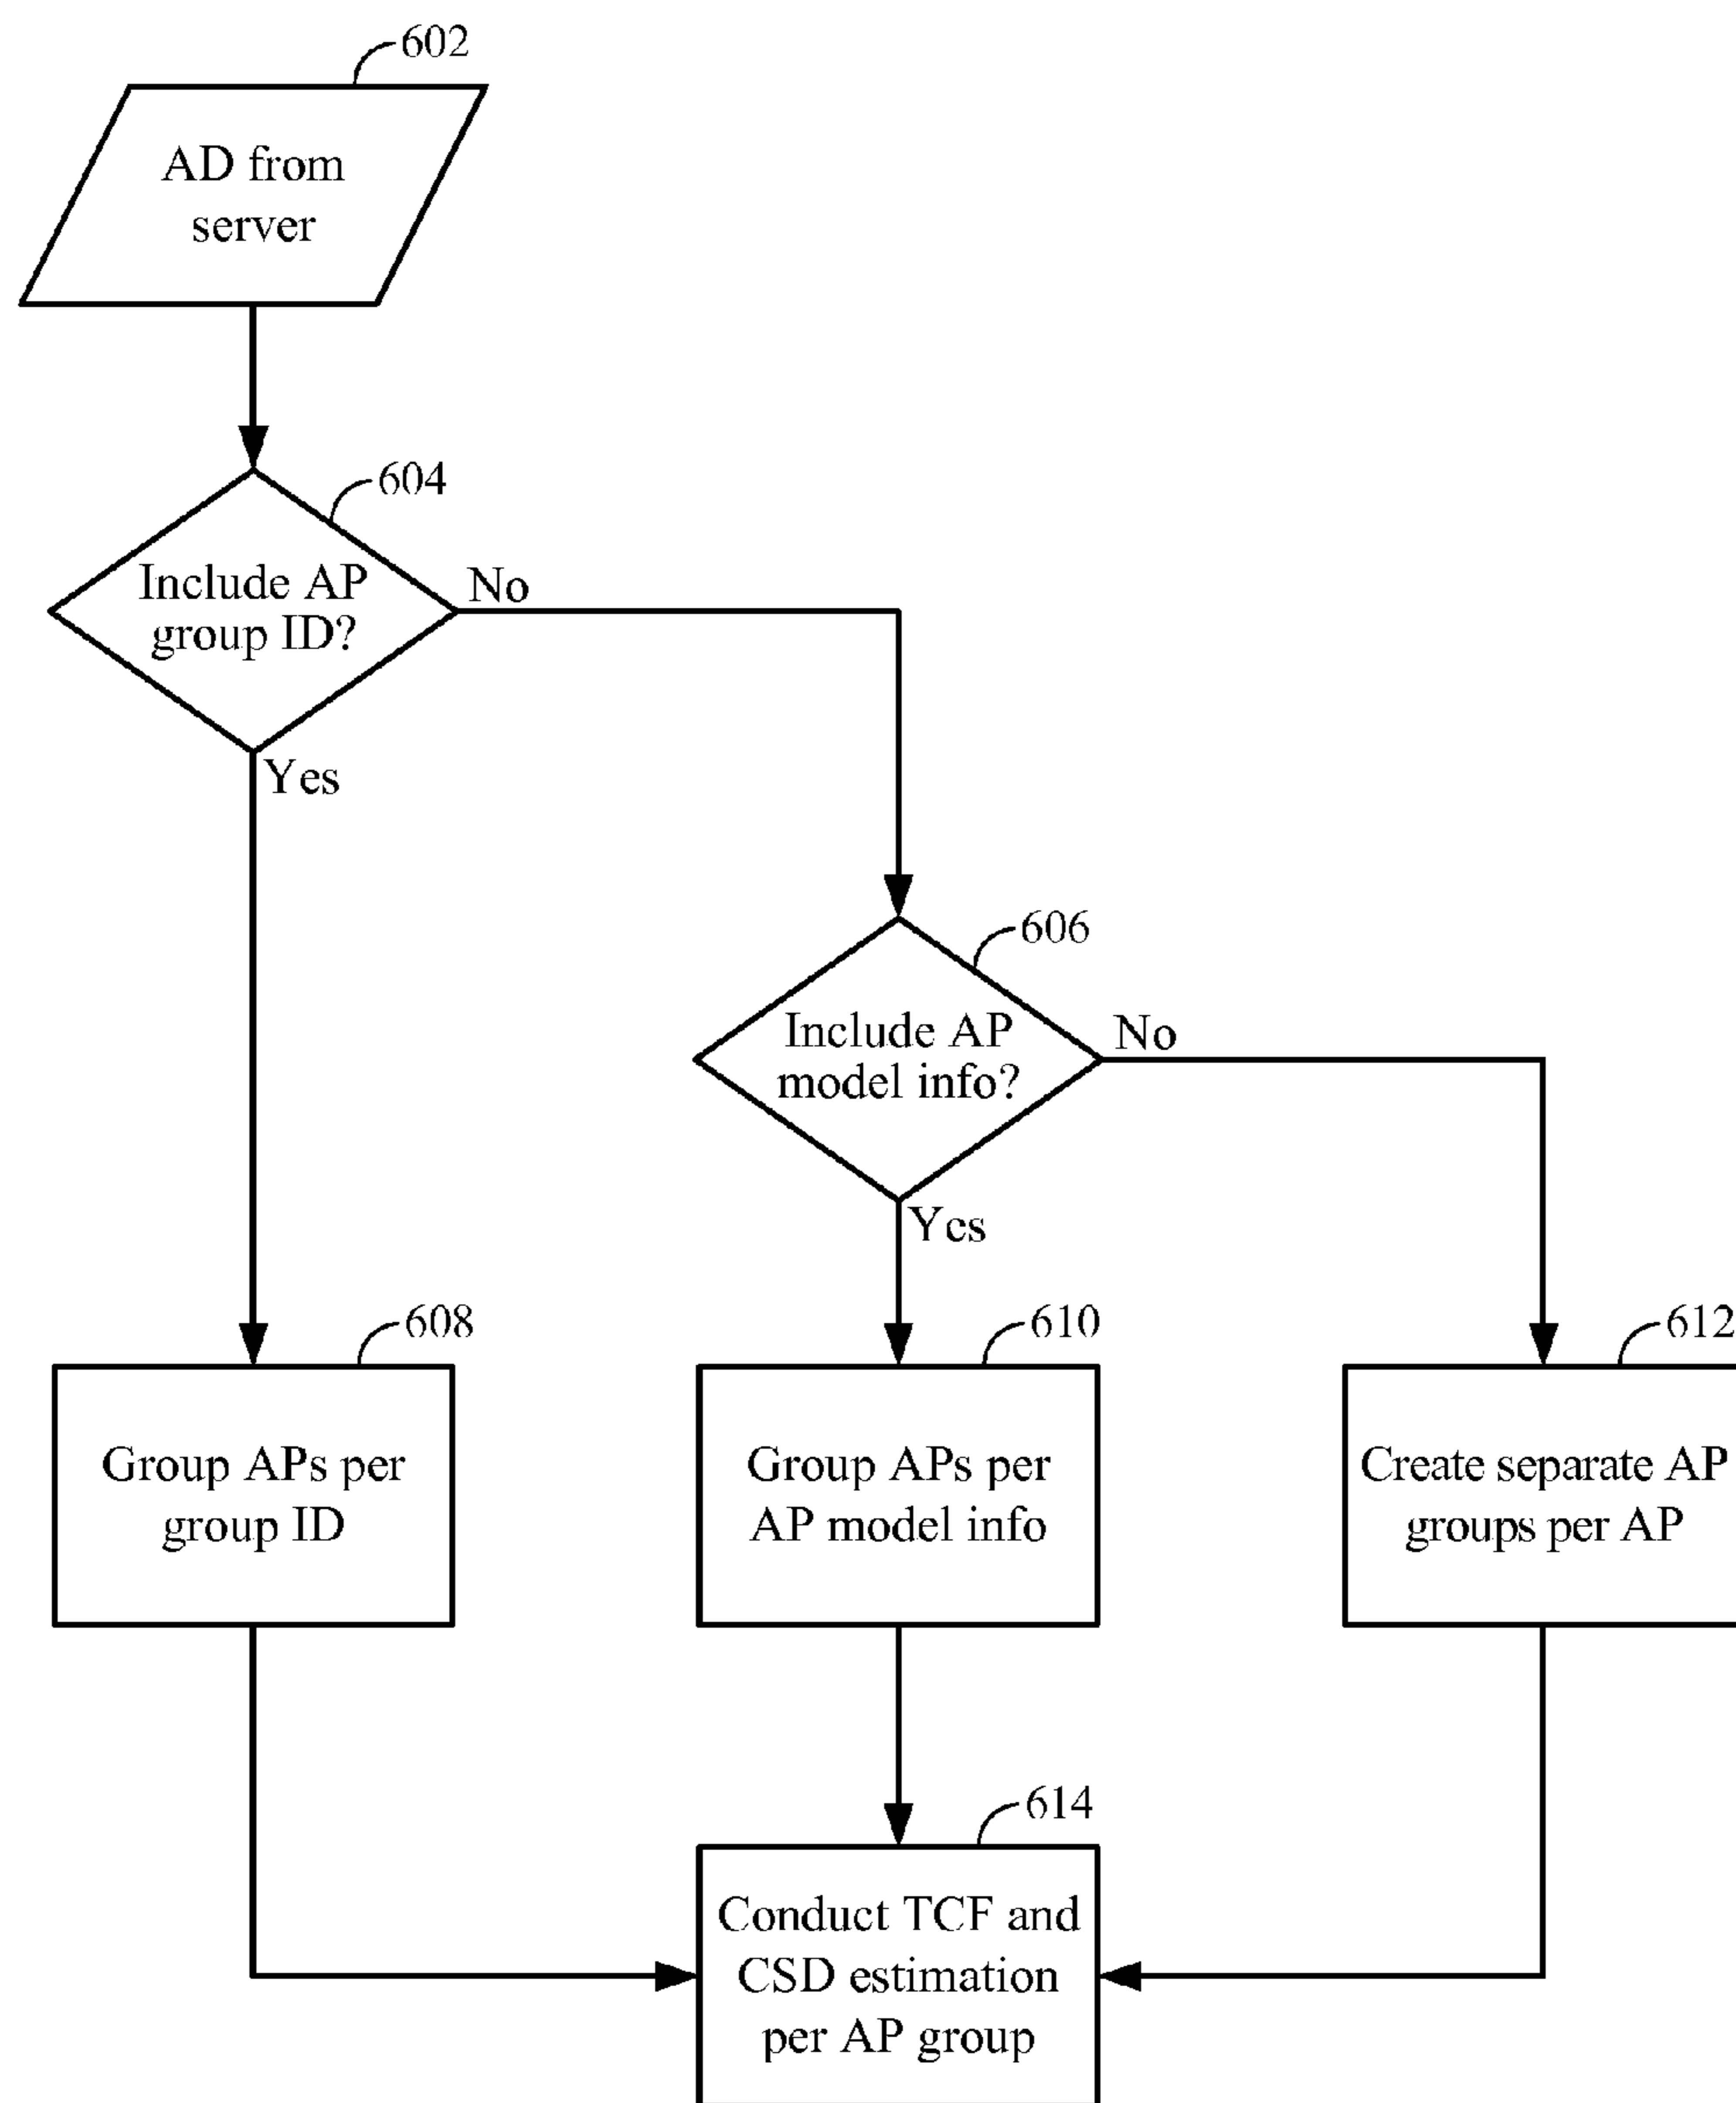 602
AD from
server
604
Include AP
group ID?
No
Yes
606
Include AP
model info?
No
Yes
608
Group APs per
group ID
610
Group APs per
AP model info
612
Create separate AP
groups per AP
614
Conduct TCF and
CSD estimation
per AP group